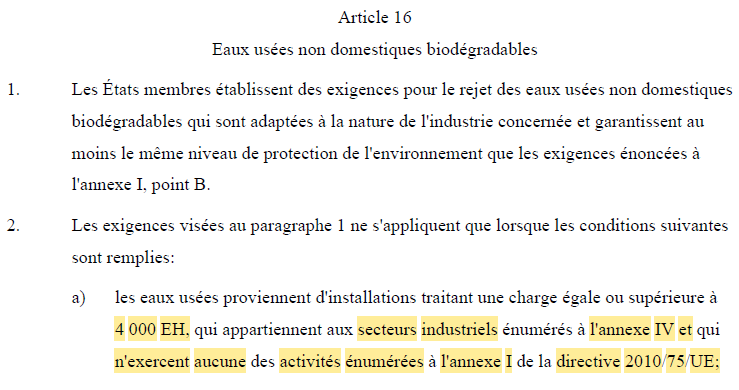 Article 16
Eaux usées non domestiques biodégradables
1. Les États membres établissent des exigences pour le rejet des eaux usées non domestiques
biodégradables qui sont adaptées à la nature de l'industrie concernée et garantissent au
moins le même niveau de protection de l'environnement que les exigences énoncées à
l'annexe I, point B.
2. Les exigences visées au paragraphe 1 ne s'appliquent que lorsque les conditions suivantes
sont remplies:
a) les eaux usées proviennent d'installations traitant une charge égale ou supérieure à
4 000 EH, qui appartiennent aux secteurs industriels énumérés à l'annexe IV et qui
n'exercent aucune des activités énumérées à l'annexe I de la directive 2010/75/UE;